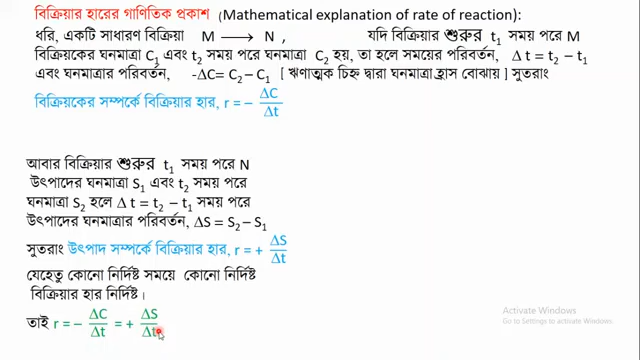 বিক্রিয়ার হারের গাণিতিক প্রকাশ (Mathematical explanation of rate of reaction)
ধরি, একটি সাধারণ বিক্রিয়া M ⟶ N , যদি বিক্রিয়ার শুরুর t₁ সময় পরে M
বিক্রিয়কের ঘনমাত্রা C₁ এবং t₂ সময় পরে ঘনমাত্রা C₂ হয়, তা হলে সময়ের পরিবর্তন, Δt = t₂ – t₁
এবং ঘনমাত্রার পরিবর্তন, -ΔC= C₂ – C₁ [ ঋণাত্মক চিহ্ন দ্বারা ঘনমাত্রা হ্রাস বোঝায় ] সুতরাং
বিক্রিয়কের সম্পর্কে বিক্রিয়ার হার, r = – ΔC/Δt
আবার বিক্রিয়ার শুরুর t₁ সময় পরে N
উৎপাদের ঘনমাত্রা S₁ এবং t₂ সময় পরে
ঘনমাত্রা S₂ হলে Δt = t₂ – t₁ সময় পরে
উৎপাদের ঘনমাত্রার পরিবর্তন, ΔS = S₂ – S₁
সুতরাং উৎপাদ সম্পর্কে বিক্রিয়ার হার, r = + ΔS/Δt
যেহেতু কোনো নির্দিষ্ট সময়ে কোনো নির্দিষ্ট
বিক্রিয়ার হার নির্দিষ্ট।
তাই r = – ΔC/Δt = + ΔS/Δt
Activate Windows
Go to Settings to activate Windows.